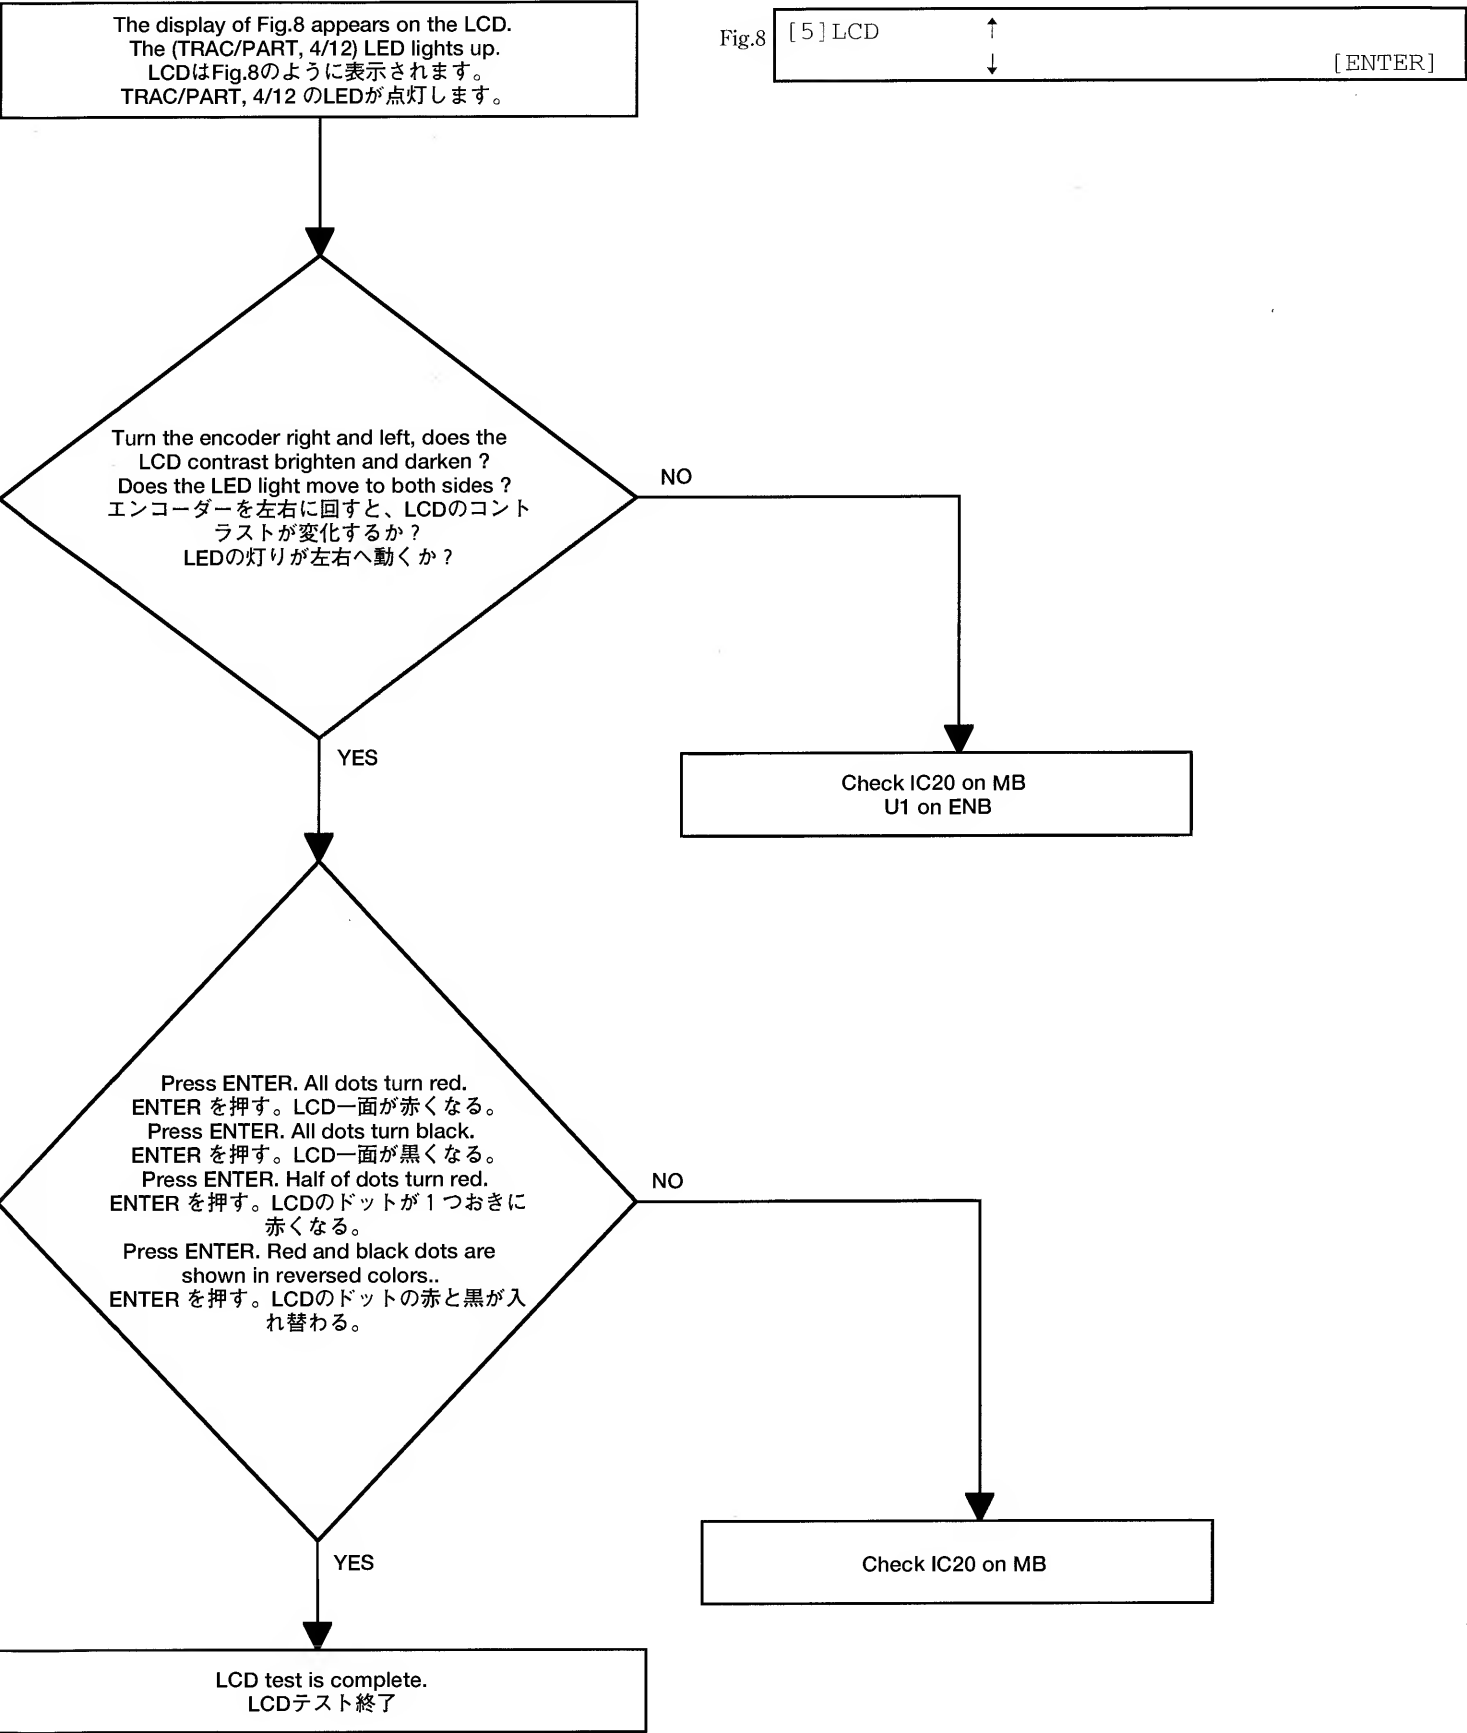 The display of Fig.8 appears on the LCD.
The (TRAC/PART, 4/12) LED lights up.
LCDはFig.8のように表示されます。
TRAC/PART, 4/12 のLEDが点灯します。
Fig.8
[5]LCD ↑
↓ [ENTER]
Turn the encoder right and left, does the
LCD contrast brighten and darken ?
Does the LED light move to both sides ?
エンコーダーを左右に回すと、LCDのコント
ラストが変化するか?
LEDの灯りが左右へ動くか?
NO
YES
Check IC20 on MB
U1 on ENB
Press ENTER. All dots turn red.
ENTER を押す。LCD一面が赤くなる。
Press ENTER. All dots turn black.
ENTER を押す。LCD一面が黒くなる。
Press ENTER. Half of dots turn red.
ENTER を押す。LCDのドットが1つおきに
赤くなる。
Press ENTER. Red and black dots are
shown in reversed colors..
ENTER を押す。LCDのドットの赤と黒が入
れ替わる。
NO
YES
Check IC20 on MB
LCD test is complete.
LCDテスト終了